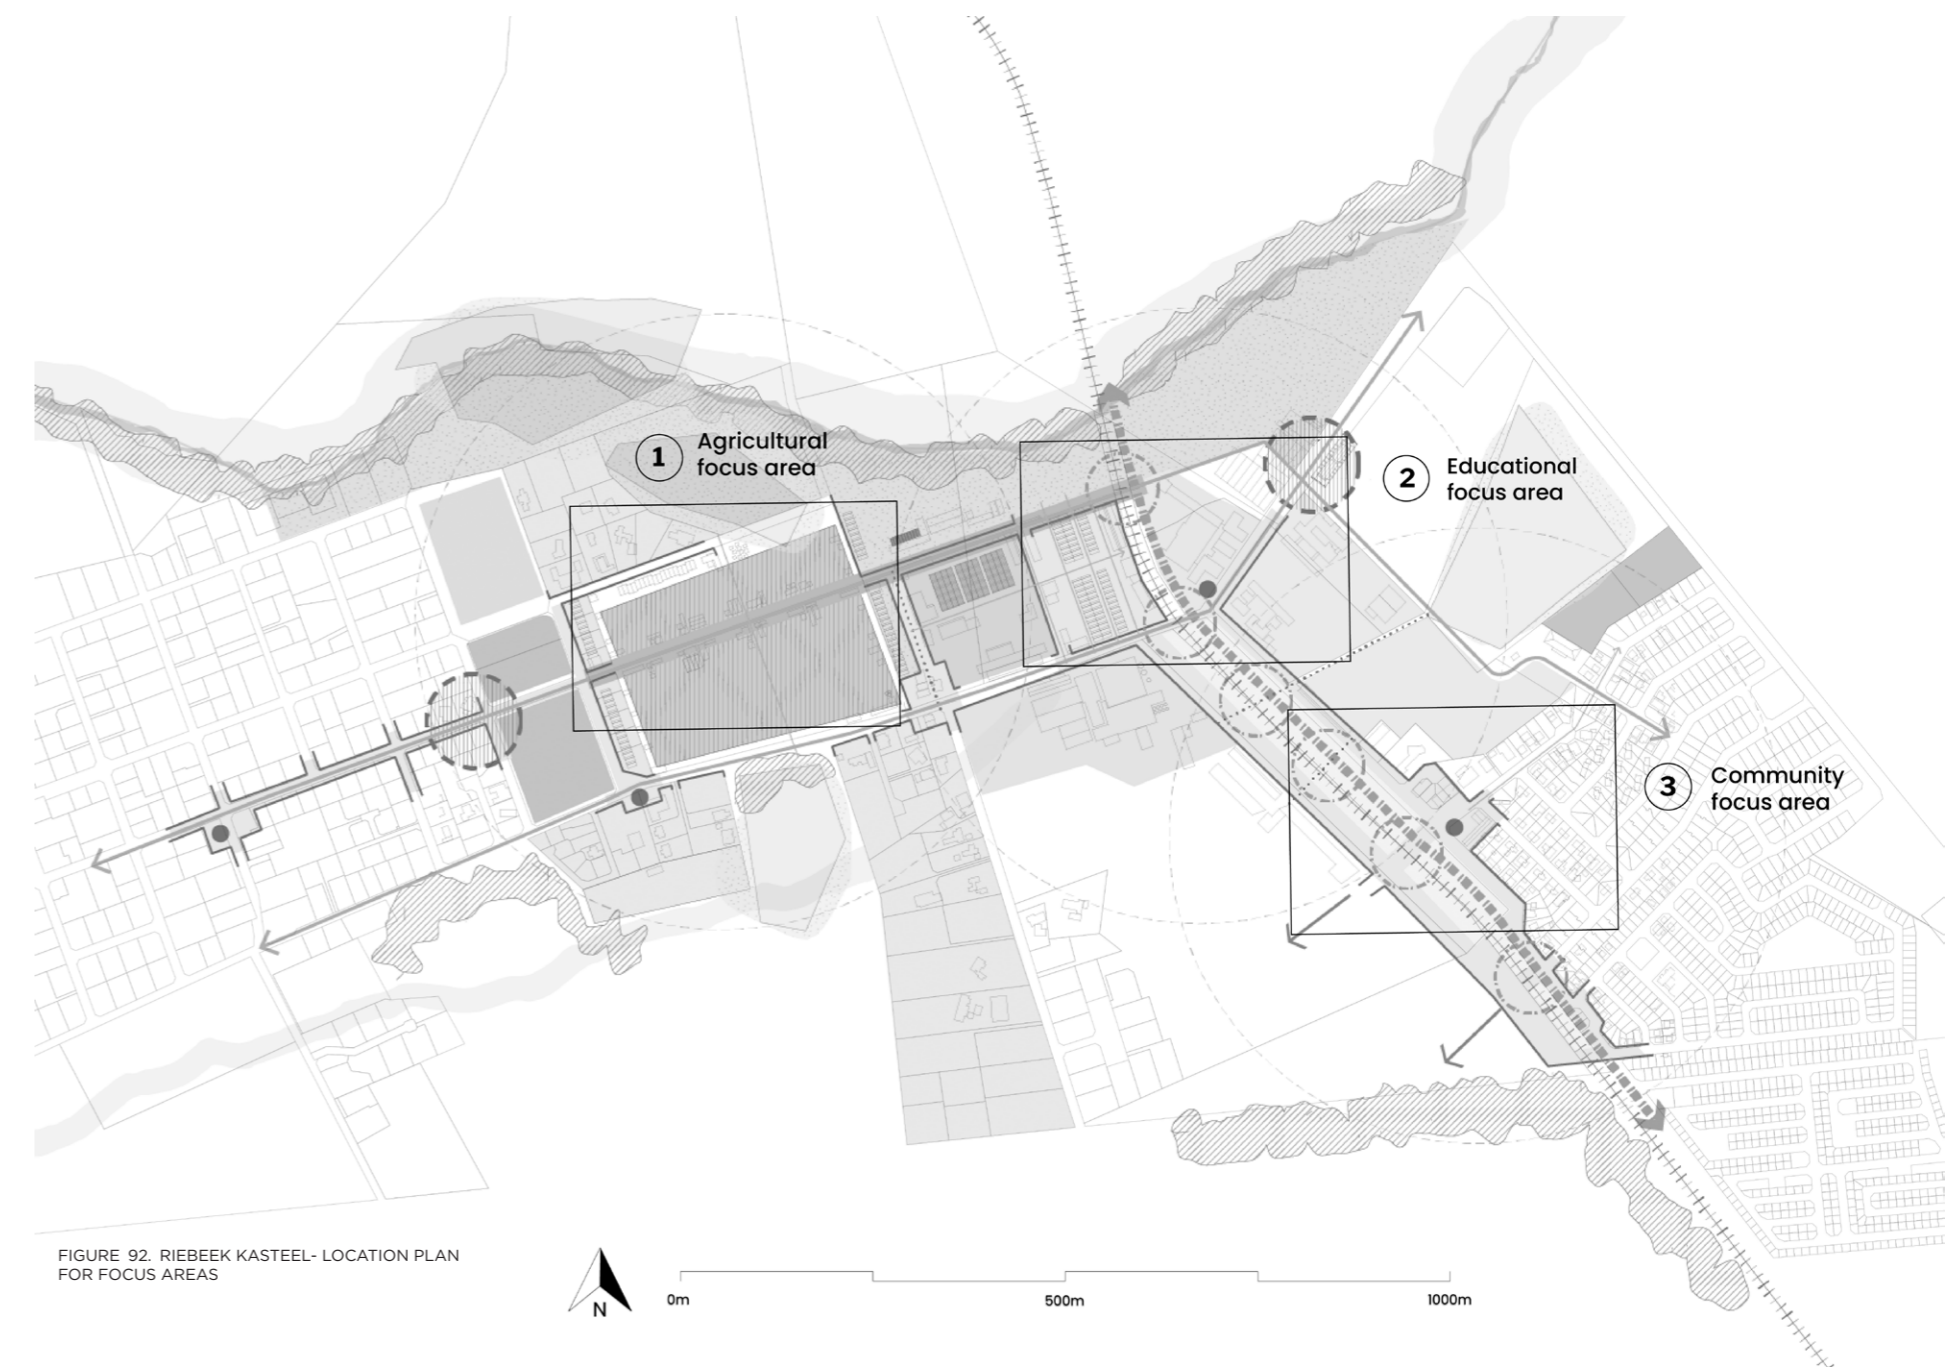 1
Agricultural
focus area
2
Educational
focus area
3
Community
focus area
FIGURE 92. RIEBEEK KASTEEL- LOCATION PLAN
FOR FOCUS AREAS
N
0m
500m
1000m